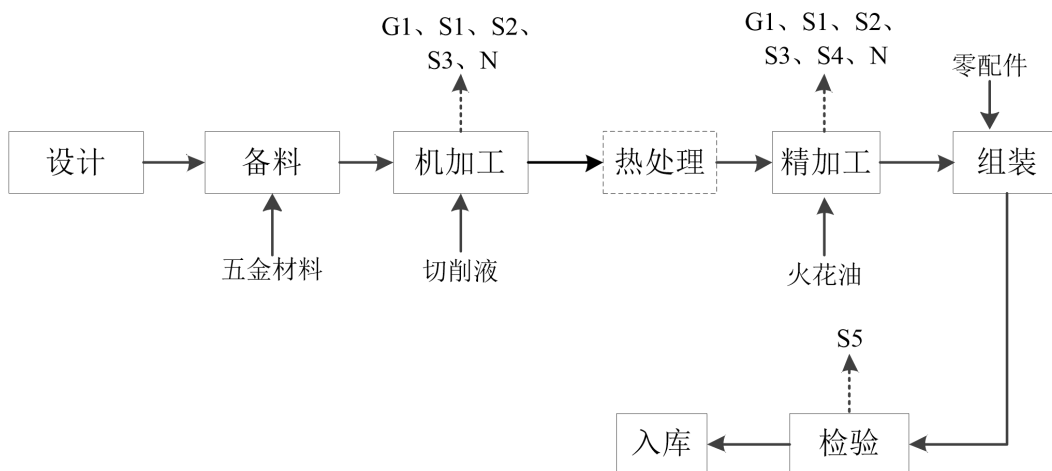 G1、S1、S2、
S3、N
G1、S1、S2、
S3、S4、N
零配件
设计
备料
机加工
热处理
精加工
组装
五金材料
切削液
火花油
S5
入库
检验